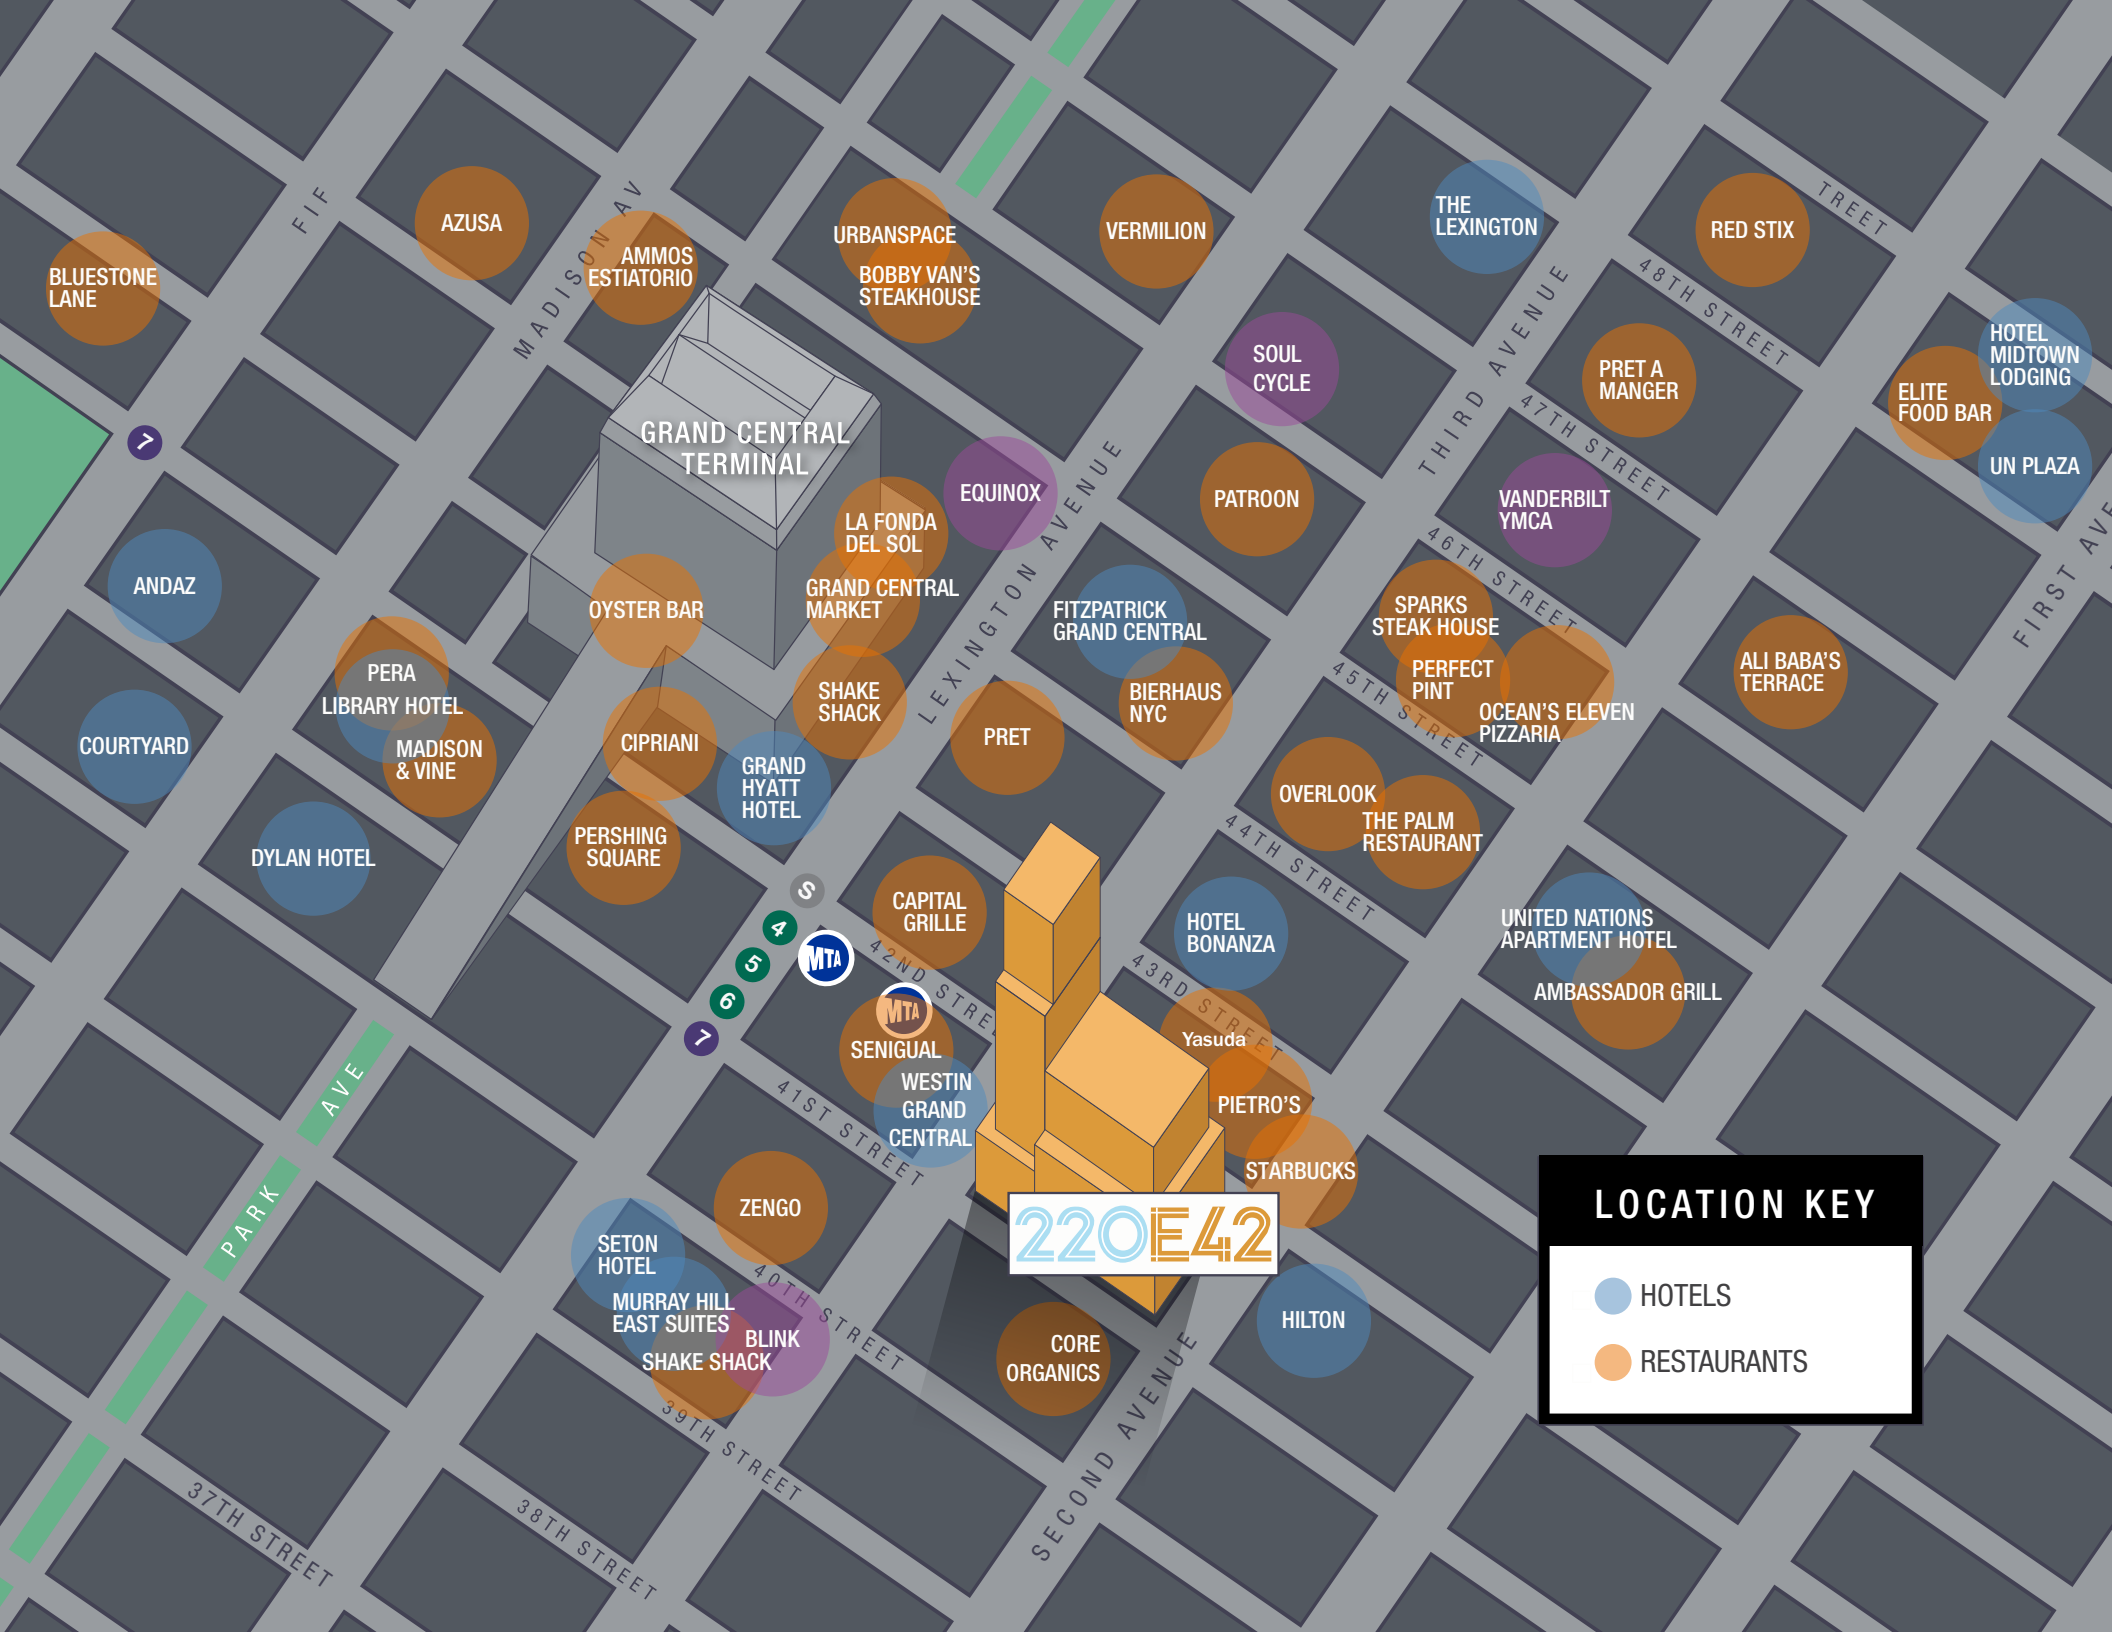 FIF
AZUSA
MADISON AV
AMMOS
ESTIATORIO
URBANSPACE
BOBBY VAN'S
STEAKHOUSE
VERMILION
THE
LEXINGTON
RED STIX
TREET
48TH STREET
BLUESTONE
LANE
7
SOUL
CYCLE
THIRD AVENUE
PRET A
MANGER
47TH STREET
HOTEL
MIDTOWN
LODGING
ELITE
FOOD BAR
UN PLAZA
FIRST AVE
GRAND CENTRAL
TERMINAL
EQUINOX
LEXINGTON AVENUE
PATROON
VANDERBILT
YMCA
46TH STREET
LA FONDA
DEL SOL
GRAND CENTRAL
MARKET
ANDAZ
OYSTER BAR
FITZPATRICK
GRAND CENTRAL
SPARKS
STEAK HOUSE
PERFECT
PINT
OCEAN'S ELEVEN
PIZZARIA
45TH STREET
ALI BABA'S
TERRACE
PERA
LIBRARY HOTEL
MADISON
& VINE
COURTYARD
CIPRIANI
SHAKE
SHACK
GRAND
HYATT
HOTEL
PRET
BIERHAUS
NYC
OVERLOOK
THE PALM
RESTAURANT
44TH STREET
DYLAN HOTEL
PERSHING
SQUARE
S
4
5
6
7
MTA
MTA
CAPITAL
GRILLE
42ND STREE
HOTEL
BONANZA
43RD STREET
UNITED NATIONS
APARTMENT HOTEL
AMBASSADOR GRILL
SENIGUAL
WESTIN
GRAND
CENTRAL
41ST STREET
Yasuda
PIETRO'S
STARBUCKS
PARK AVE
ZENGO
220E42
SETON
HOTEL
MURRAY HILL
EAST SUITES
BLINK
SHAKE SHACK
40TH STREET
39TH STREET
CORE
ORGANICS
HILTON
SECOND AVENUE
37TH STREET
38TH STREET
LOCATION KEY
HOTELS
RESTAURANTS